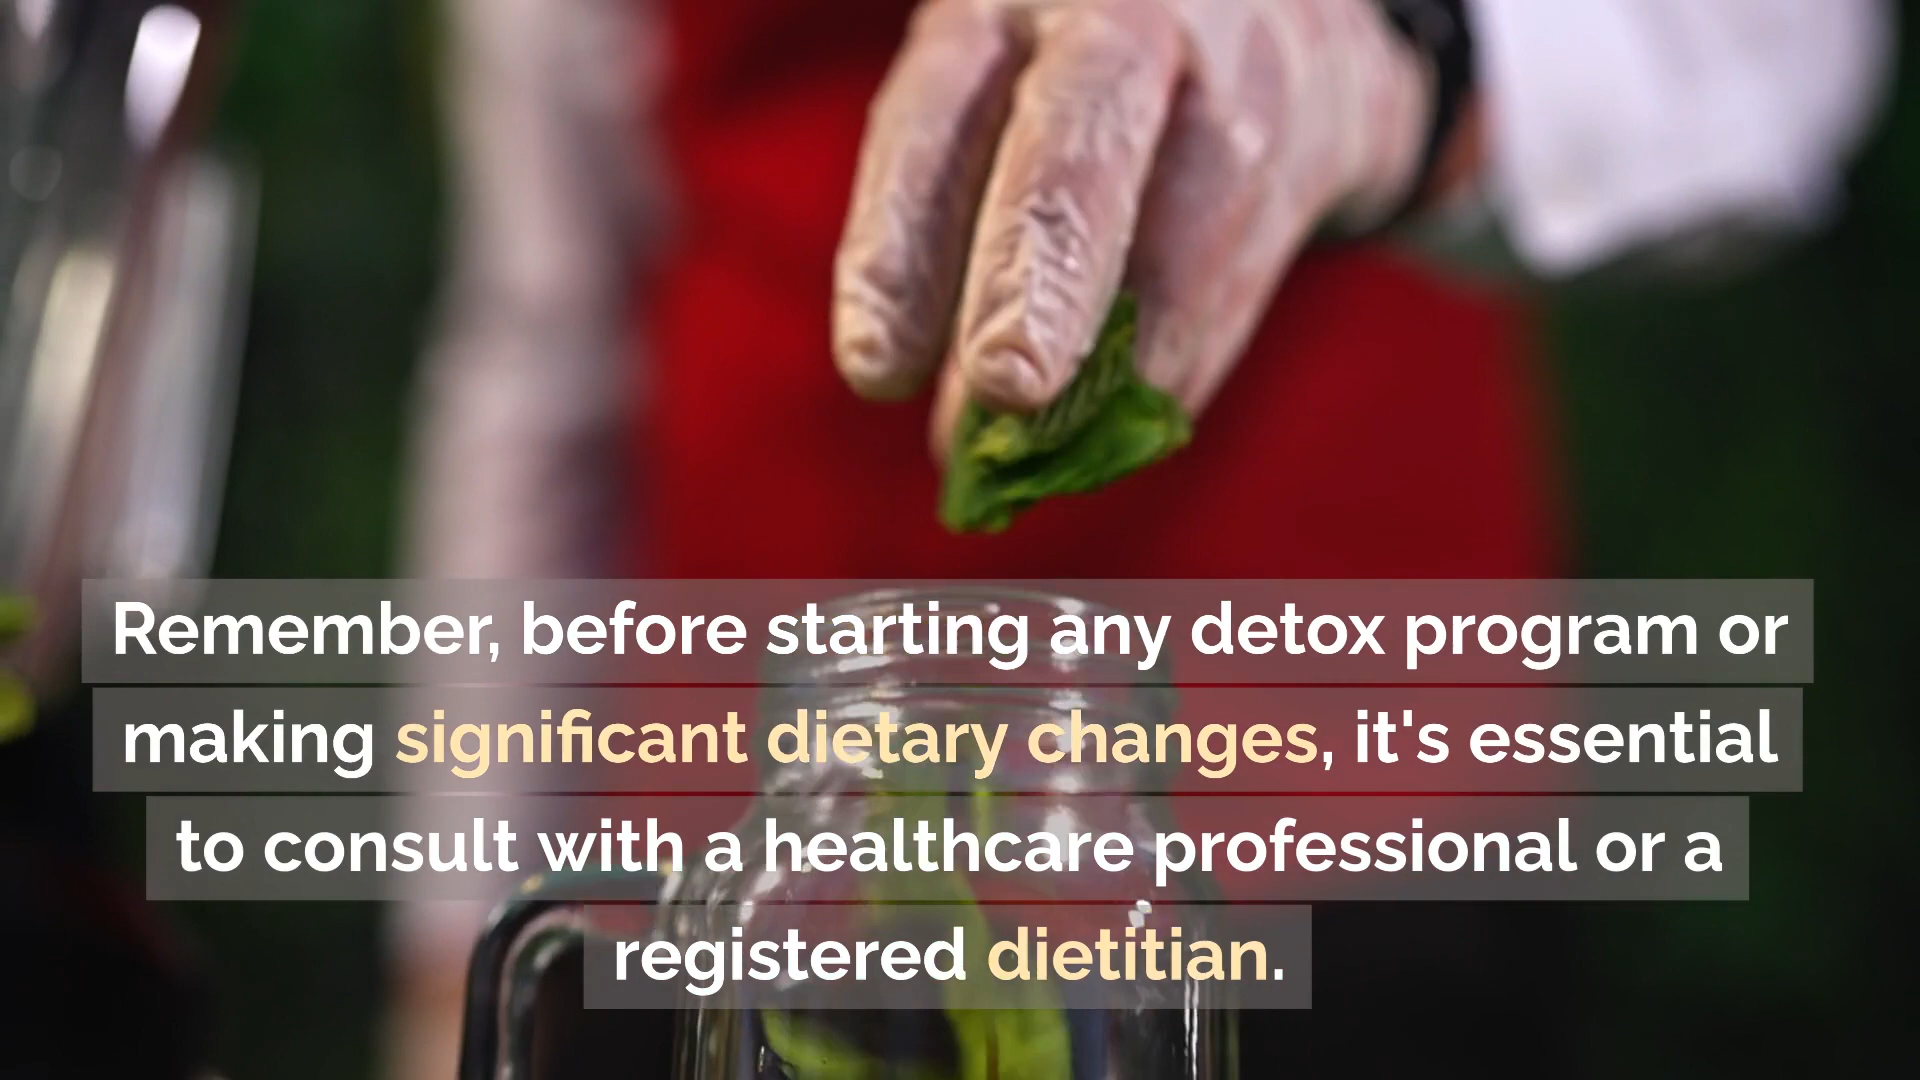 Remember, before starting any detox program or
making significant dietary changes, it's essential
to consult with a healthcare professional or a
registered dietitian.